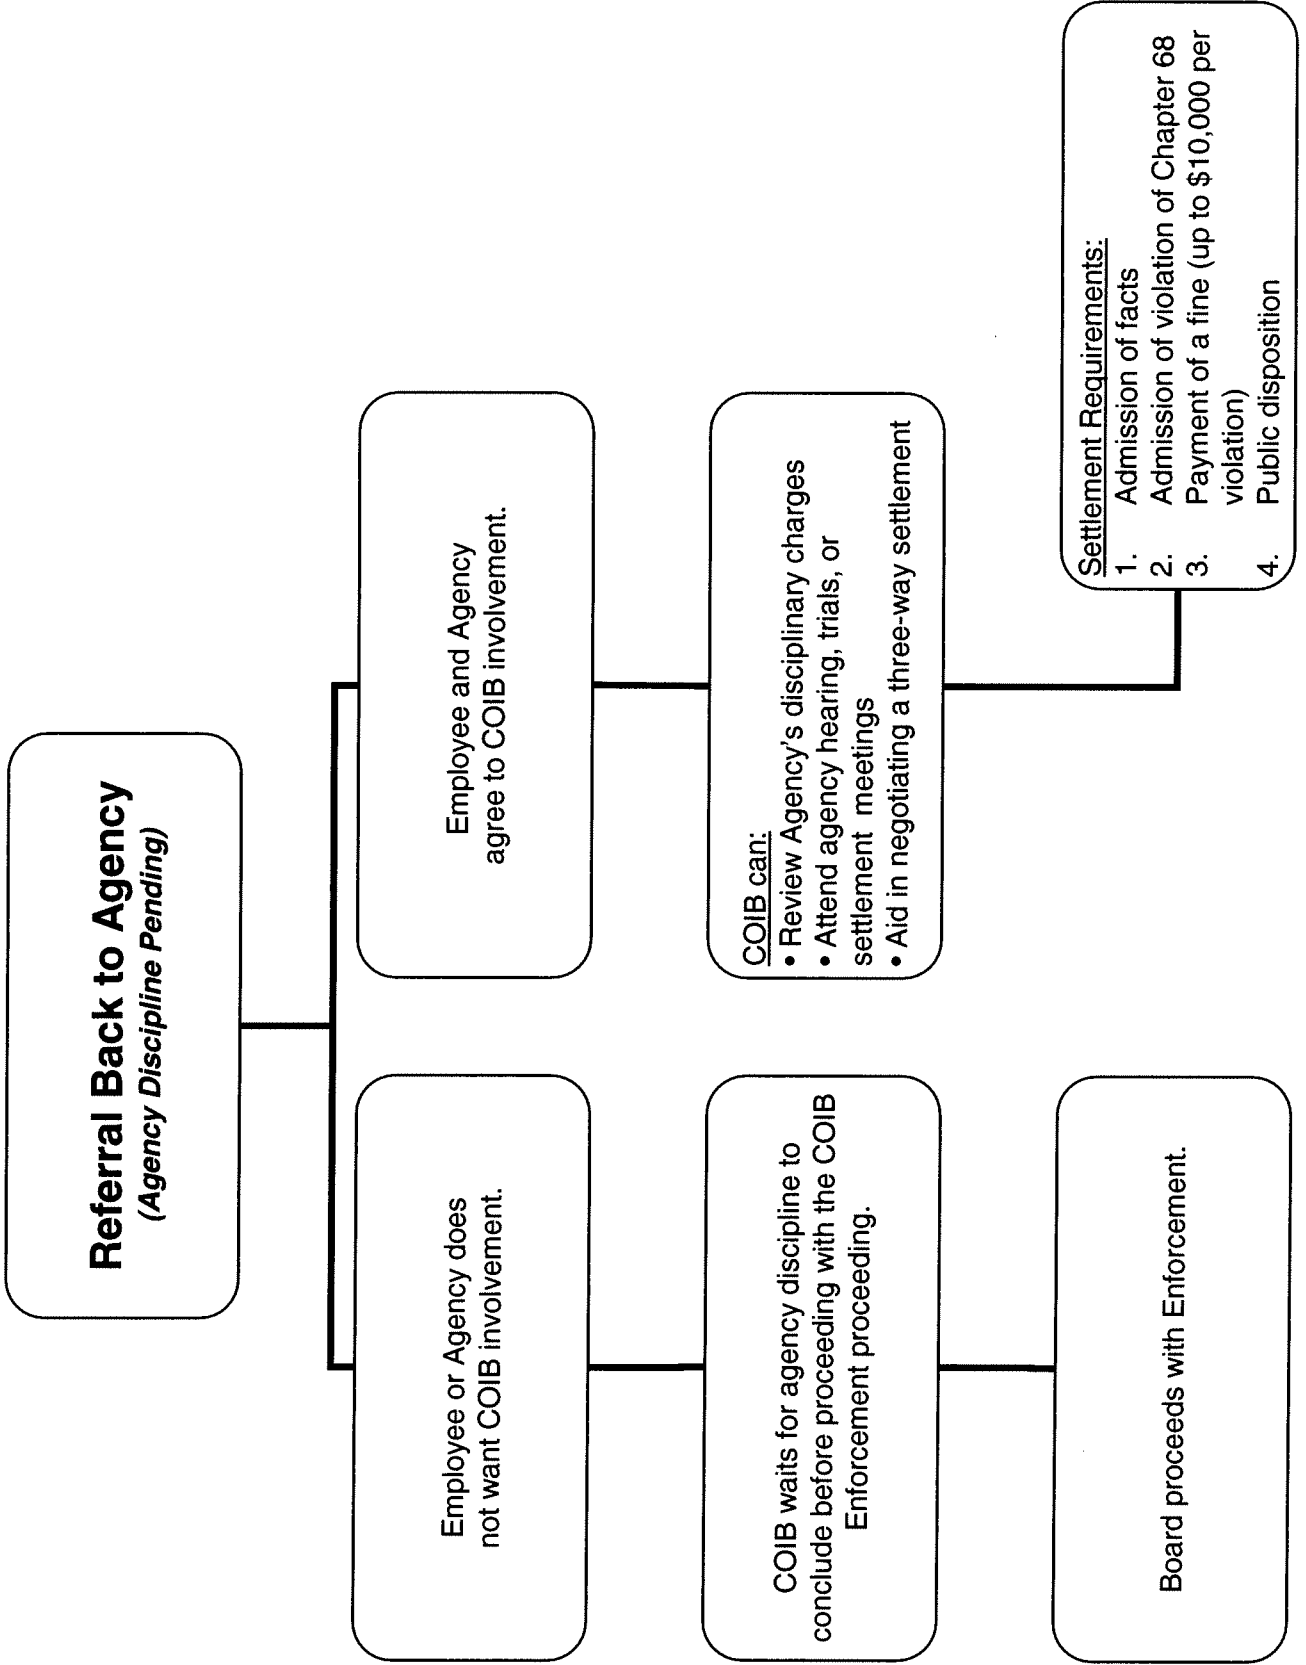 Referral Back to Agency
(Agency Discipline Pending)
Employee or Agency does
not want COIB involvement.
Employee and Agency
agree to COIB involvement.
COIB waits for agency discipline to
conclude before proceeding with the COIB
Enforcement proceeding.
COIB can:
• Review Agency's disciplinary charges
• Attend agency hearing, trials, or
settlement meetings
• Aid in negotiating a three-way settlement
Board proceeds with Enforcement.
Settlement Requirements:
1. Admission of facts
2. Admission of violation of Chapter 68
3. Payment of a fine (up to $10,000 per
violation)
4. Public disposition